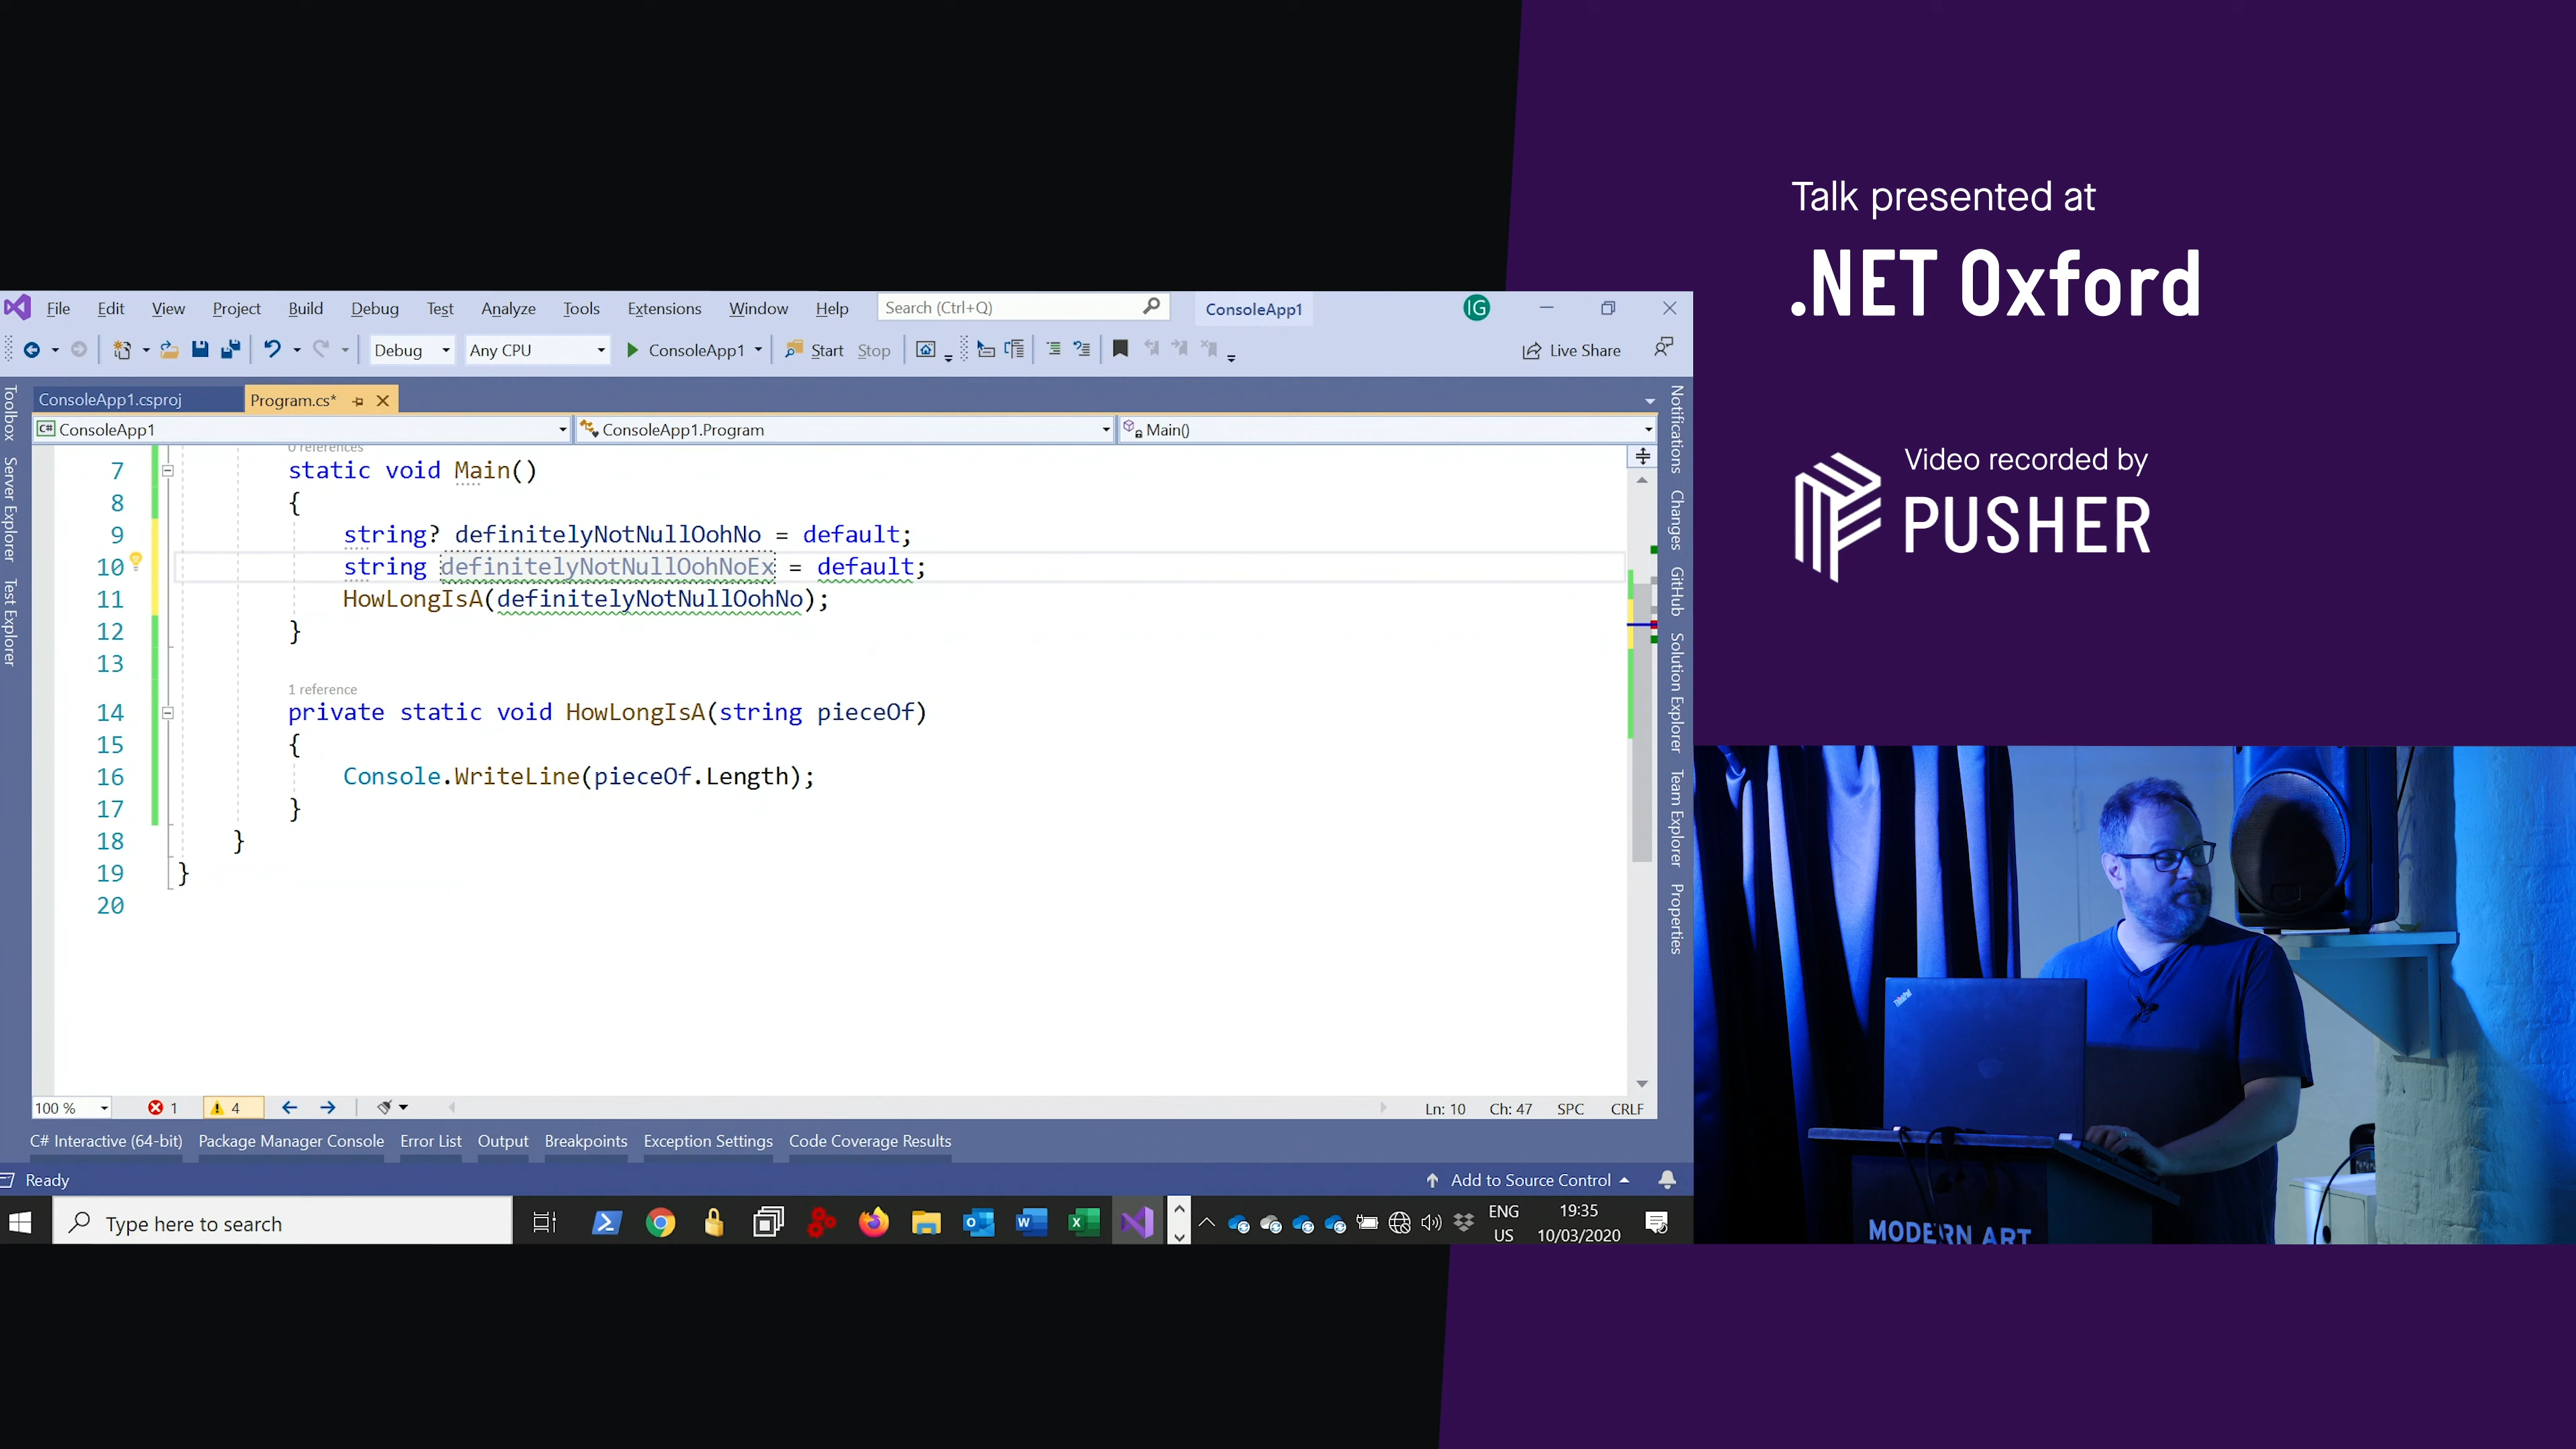 Talk presented at
.NET Oxford
Video recorded by
PUSHER
File Edit View Project Build Debug Test Analyze Tools Extensions Window Help Search (Ctrl+Q) ConsoleApp1 IG
Debug Any CPU ConsoleApp1 Start Stop Live Share
ConsoleApp1.csproj Program.cs*
C# ConsoleApp1 ConsoleApp1.Program Main()
Toolbox
Server Explorer
Test Explorer
0 references
7 static void Main()
8 {
9 string? definitelyNotNullOohNo = default;
10 string definitelyNotNullOohNoEx = default;
11 HowLongIsA(definitelyNotNullOohNo);
12 }
13
1 reference
14 private static void HowLongIsA(string pieceOf)
15 {
16 Console.WriteLine(pieceOf.Length);
17 }
18 }
19 }
20
Notifications
Changes
GitHub
Solution Explorer
Team Explorer
Properties
100 % 1 4 Ln: 10 Ch: 47 SPC CRLF
C# Interactive (64-bit) Package Manager Console Error List Output Breakpoints Exception Settings Code Coverage Results
Ready Add to Source Control
Type here to search ENG US 19:35 10/03/2020
ThinkPad
MODERN ART